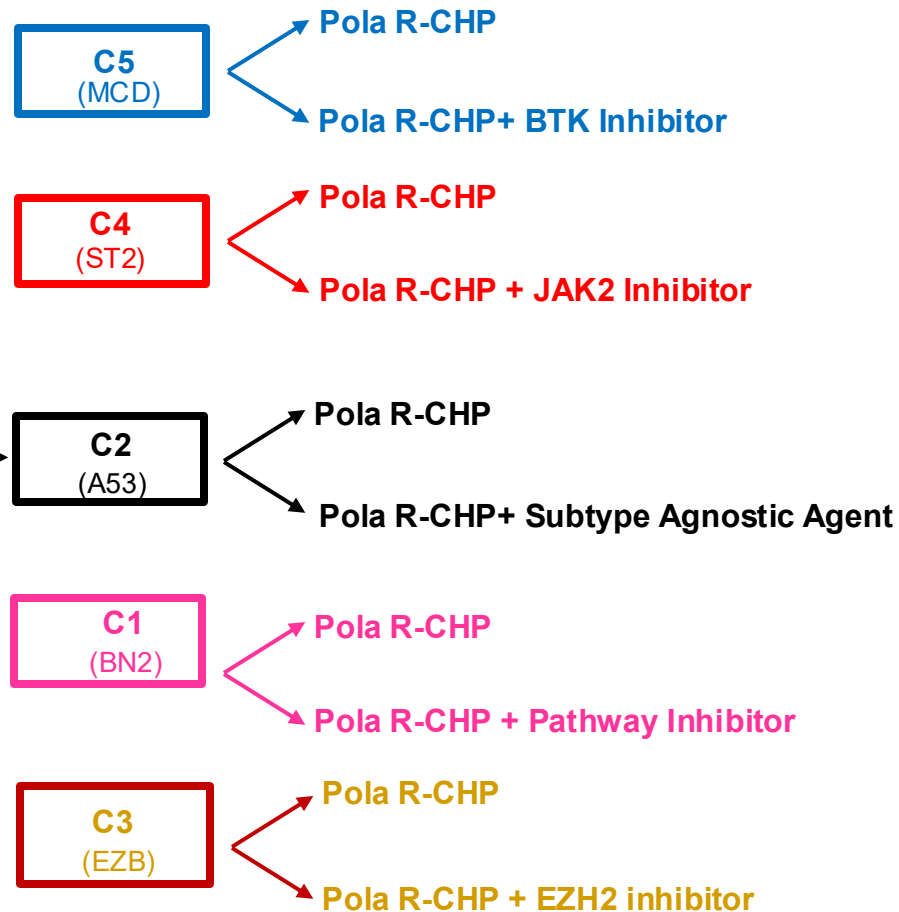 Pola R-CHP
C5
(MCD)
Pola R-CHP+ BTK Inhibitor
Pola R-CHP
C4
(ST2)
Pola R-CHP + JAK2 Inhibitor
Pola R-CHP
C2
(A53)
Pola R-CHP+ Subtype Agnostic Agent
C1
(BN2)
Pola R-CHP
Pola R-CHP + Pathway Inhibitor
Pola R-CHP
C3
(EZB)
Pola R-CHP + EZH2 inhibitor